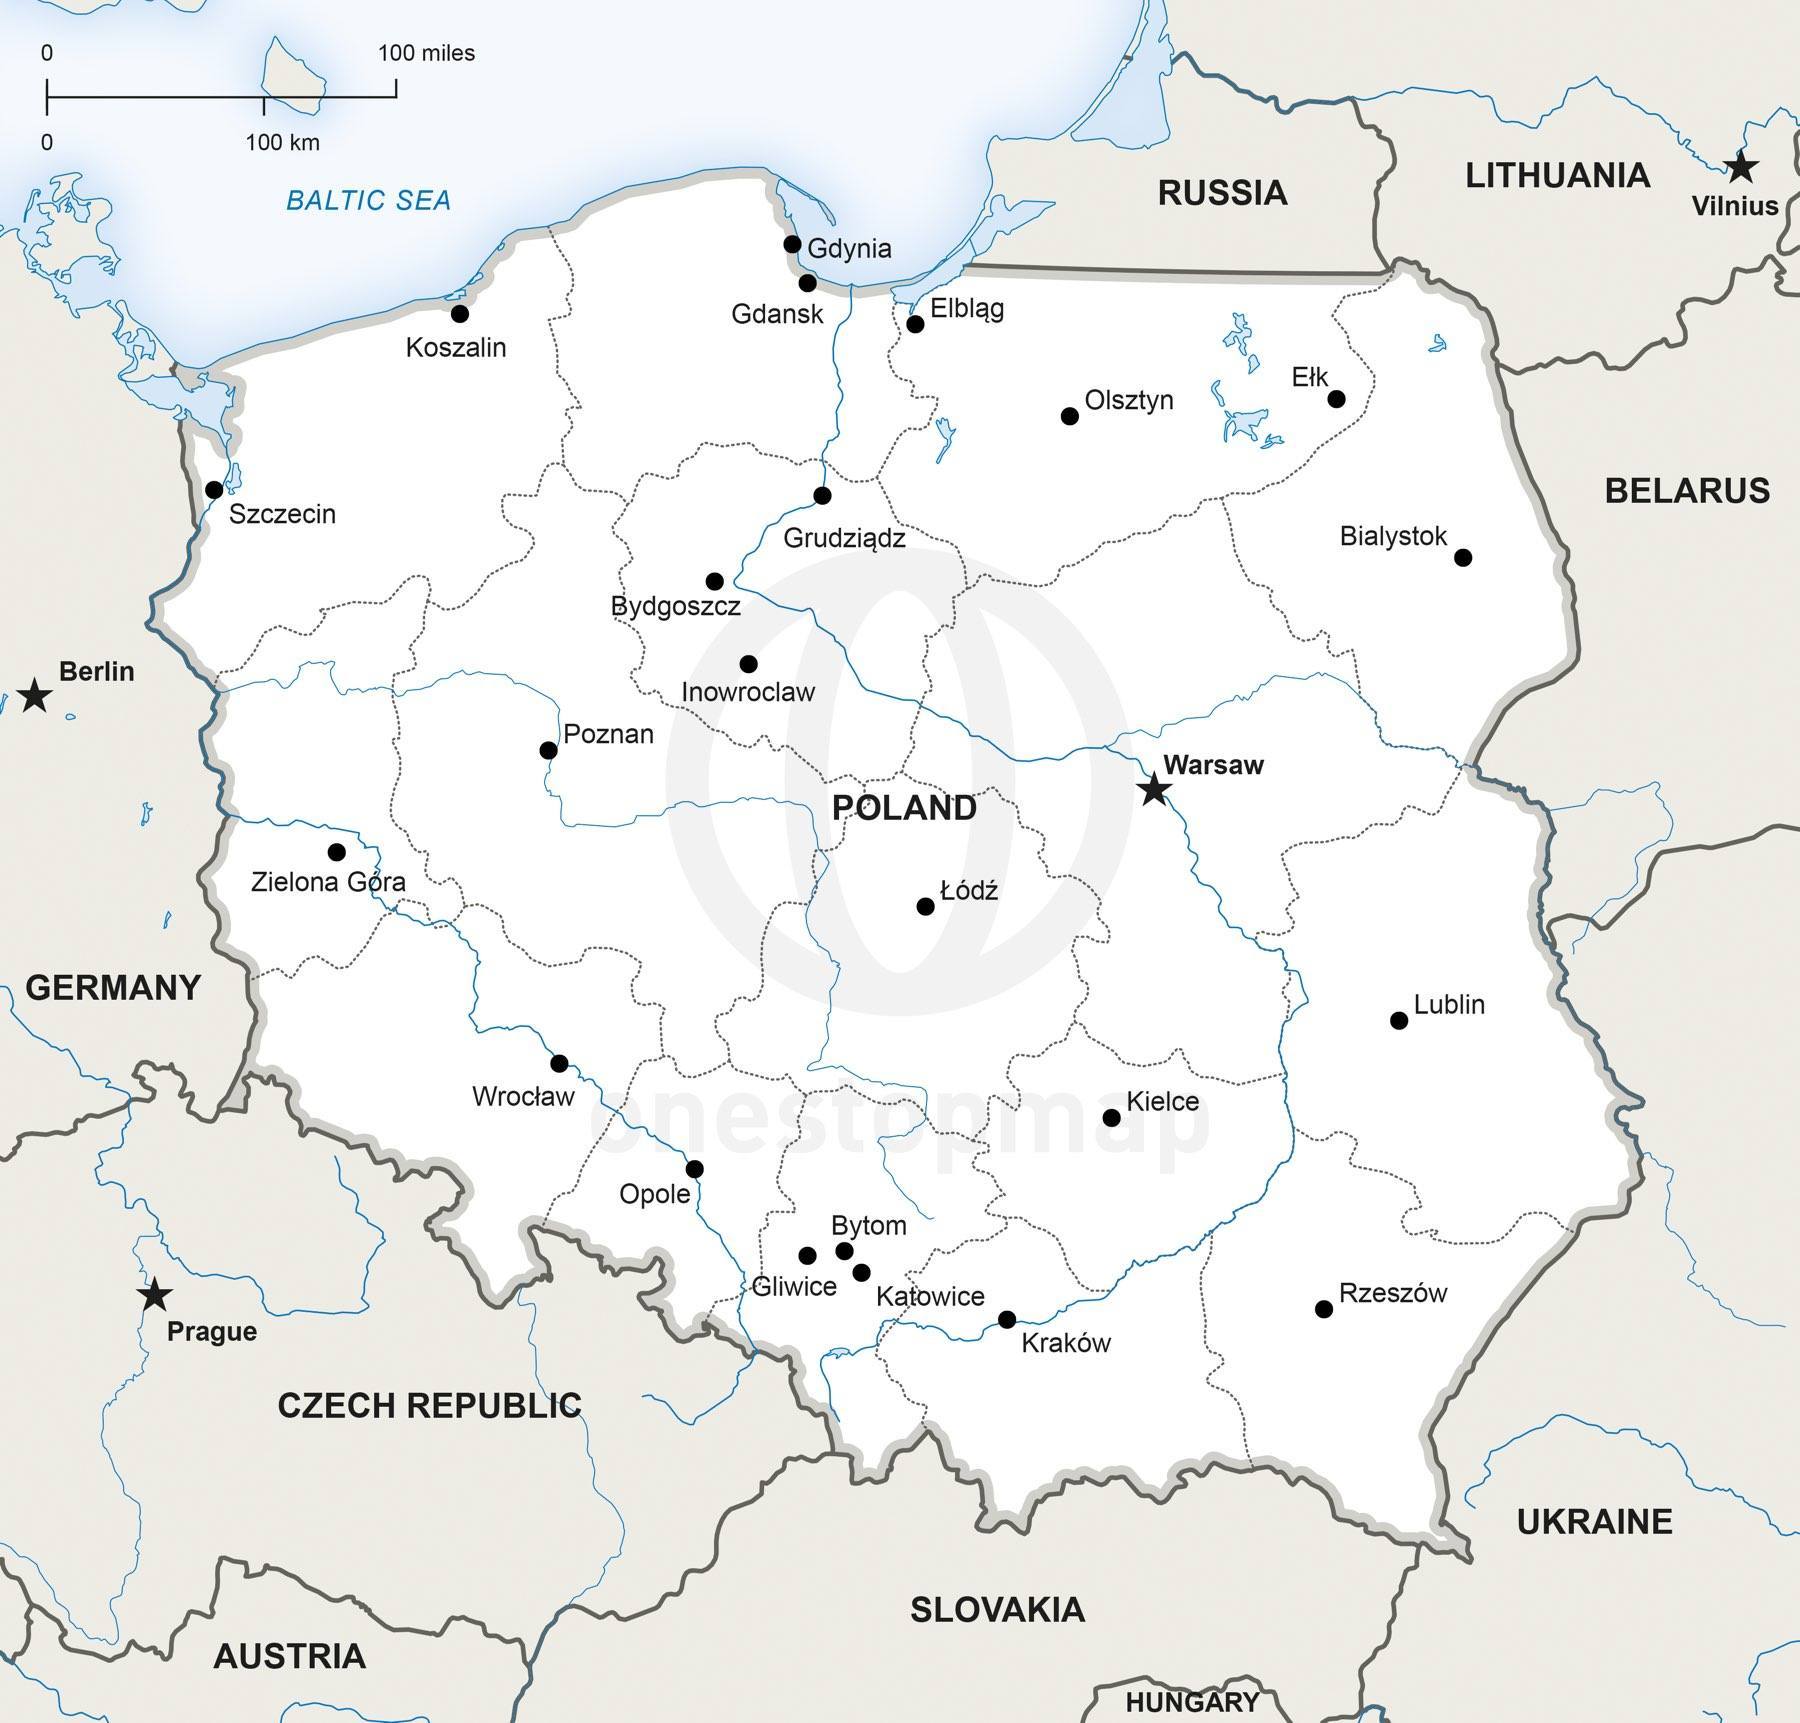 0
100 miles
0
100 km
BALTIC SEA
RUSSIA
LITHUANIA
Vilnius
Gdynia
Gdansk
Elbląg
Koszalin
Ełk
Olsztyn
BELARUS
Szczecin
Grudziądz
Bialystok
Bydgoszcz
Berlin
Inowroclaw
Poznan
Warsaw
POLAND
Zielona Góra
Łódź
GERMANY
Lublin
Wrocław
Kielce
onestopmap
Opole
Bytom
Gliwice
Katowice
Rzeszów
Prague
Kraków
CZECH REPUBLIC
UKRAINE
SLOVAKIA
AUSTRIA
HUNGARY